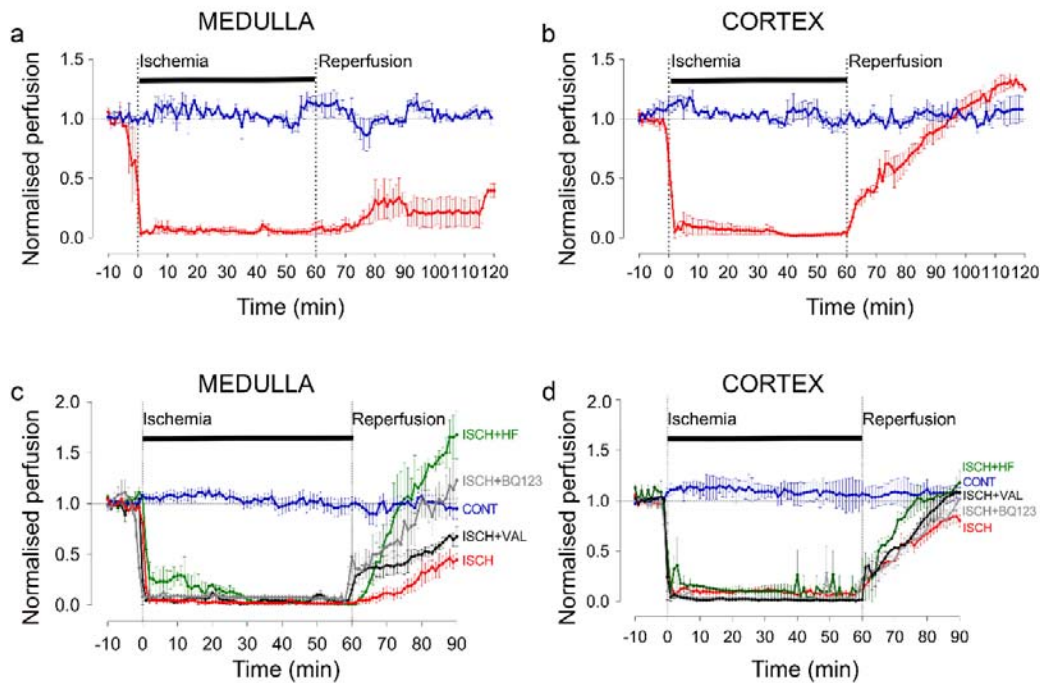 a
MEDULLA
Ischemia
Reperfusion
Normalised perfusion
1.5
1.0
0.5
0.0
-10 0 10 20 30 40 50 60 70 80 90 100 110 120
Time (min)
b
CORTEX
Ischemia
Reperfusion
Normalised perfusion
1.5
1.0
0.5
0.0
-10 0 10 20 30 40 50 60 70 80 90 100 110 120
Time (min)
c
MEDULLA
Ischemia
Reperfusion
Normalised perfusion
2.0
1.5
1.0
0.5
0.0
ISCH+HF
ISCH+BQ123
CONT
ISCH+VAL
ISCH
-10 0 10 20 30 40 50 60 70 80 90
Time (min)
d
CORTEX
Ischemia
Reperfusion
Normalised perfusion
2.0
1.5
1.0
0.5
0.0
ISCH+HF
CONT
ISCH+VAL
ISCH+BQ123
ISCH
-10 0 10 20 30 40 50 60 70 80 90
Time (min)